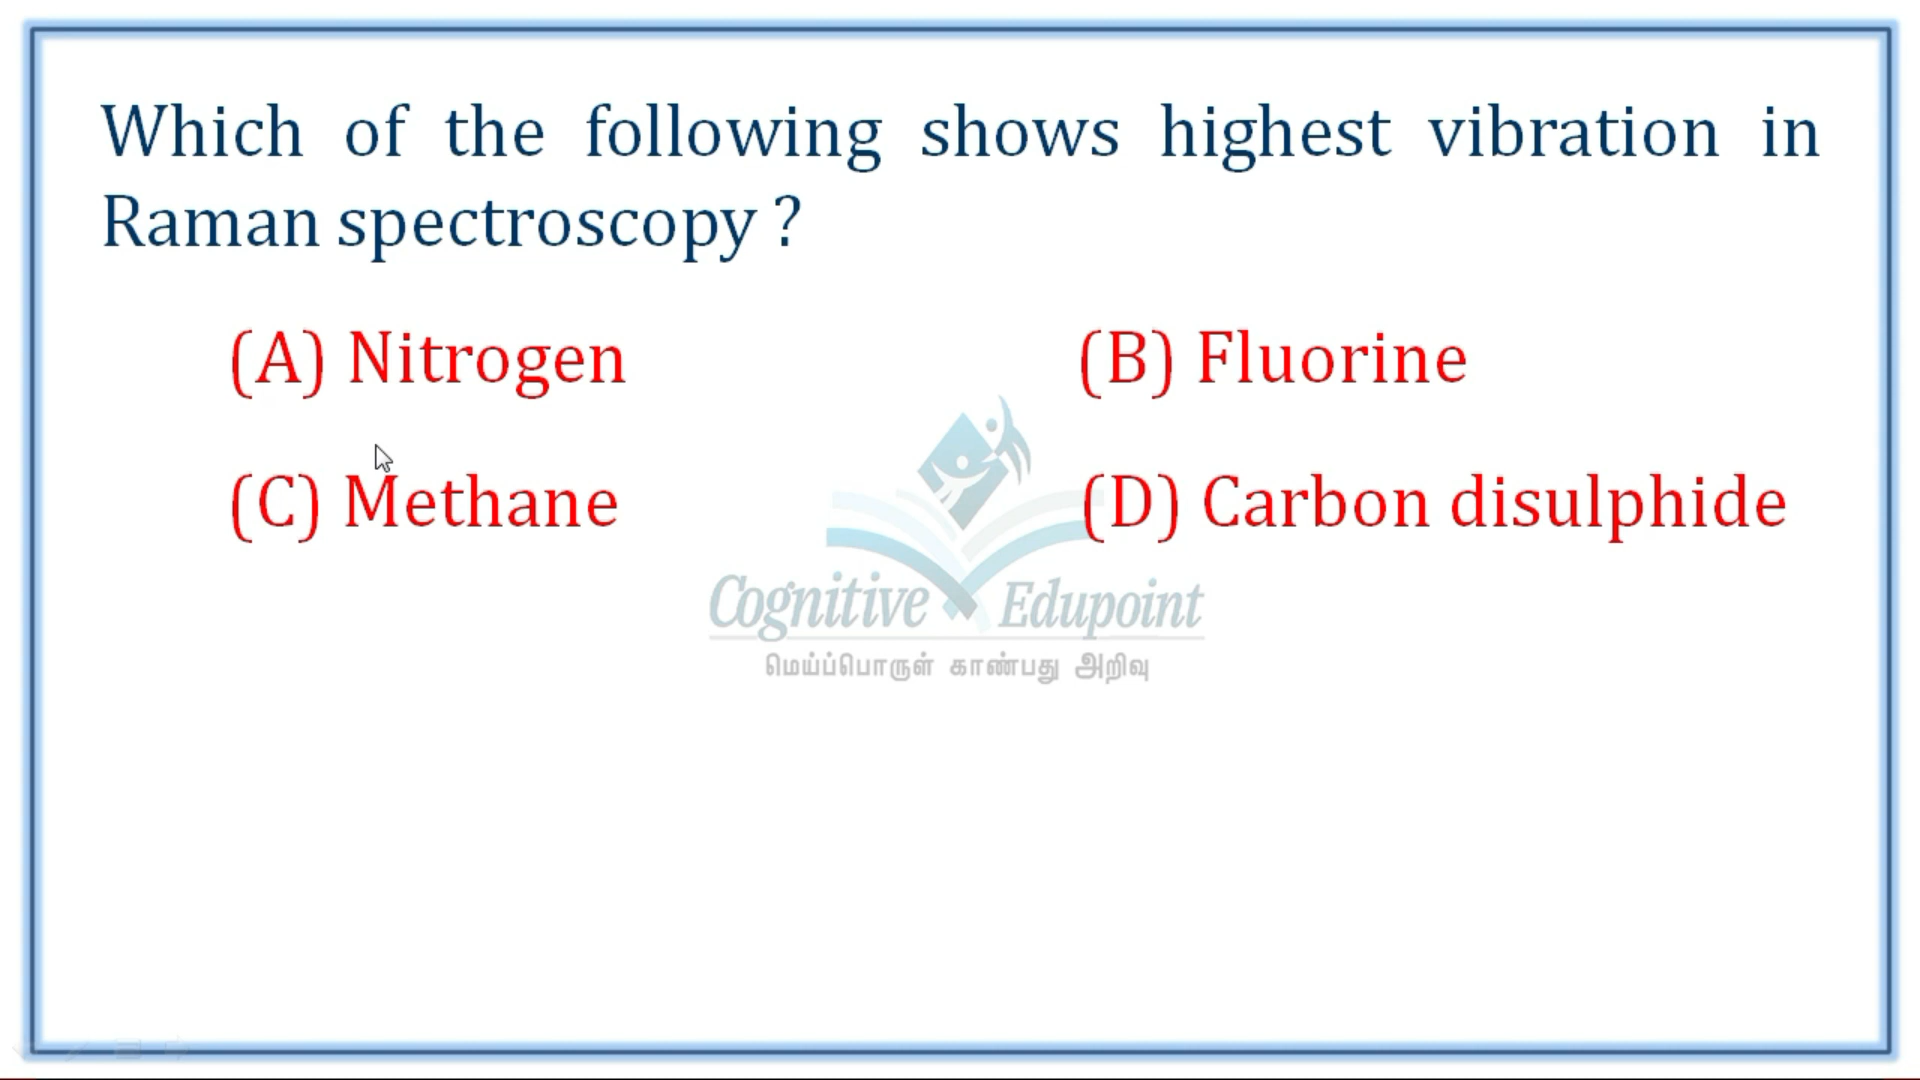 Which of the following shows highest vibration in
Raman spectroscopy ?
(A) Nitrogen (B) Fluorine
(C) Methane (D) Carbon disulphide
Cognitive Edupoint
மெய்ப்பொருள் காண்பது அறிவு